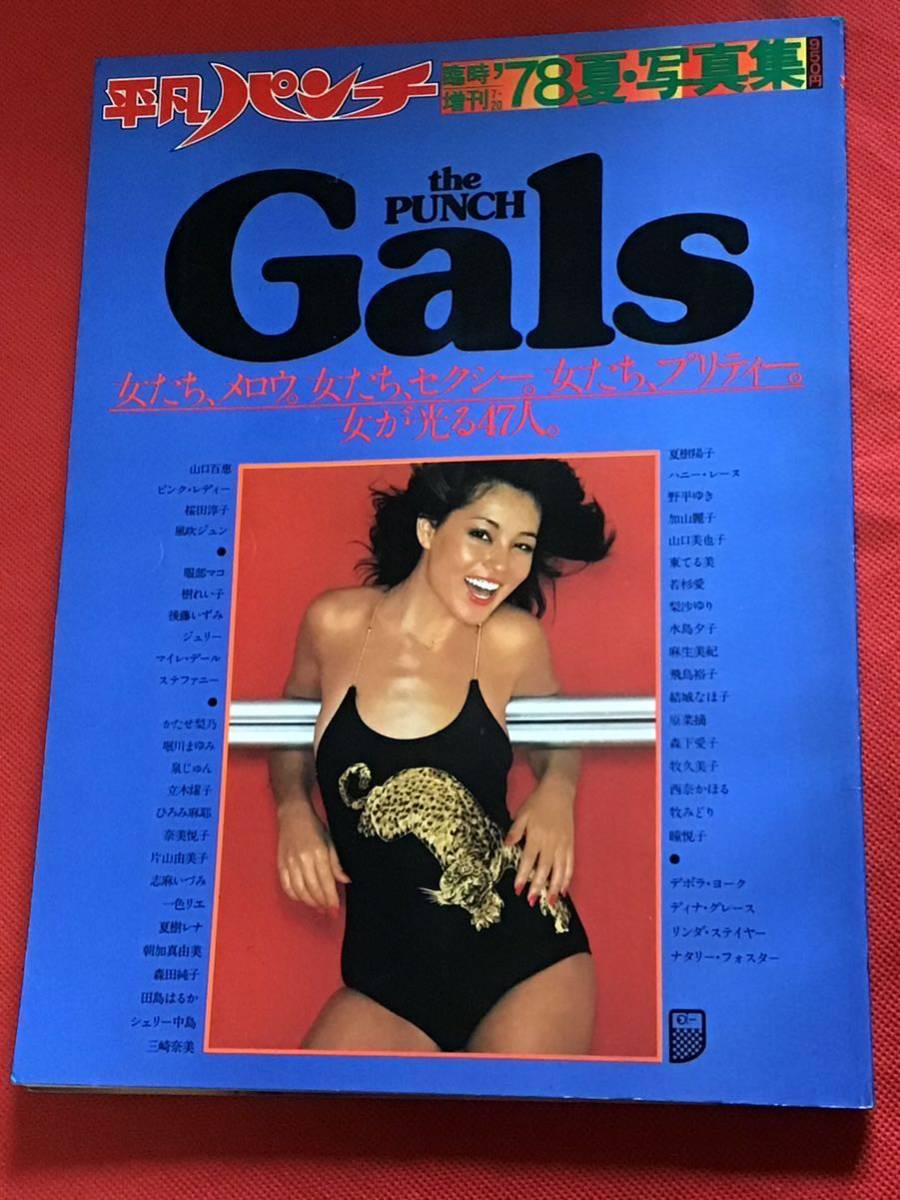 平凡パンチ
臨時増刊 7-20
'78夏・写真集
950円
the
PUNCH
Gals
女たち、メロウ。女たち、セクシー。女たち、プリティー。
女が光る47人。
山口百恵
ピンク・レディー
桜田淳子
風吹ジュン
●
服部マコ
樹れい子
後藤いずみ
ジュリー
マイレ・デール
ステファニー
●
かたせ梨乃
堀川まゆみ
泉じゅん
立木燿子
ひろみ麻耶
奈美悦子
片山由美子
志麻いづみ
一色リエ
夏樹レナ
朝加真由美
森田純子
田島はるか
シェリー中島
三崎奈美
夏樹陽子
ハニー・レーヌ
野平ゆき
加山麗子
山口美也子
東てる美
若杉愛
梨沙ゆり
水島夕子
麻生美紀
飛鳥裕子
結城なほ子
原菜摘
森下愛子
牧久美子
西奈かほる
牧みどり
瞳悦子
●
デボラ・ヨーク
ディナ・グレース
リンダ・ステイヤー
ナタリー・フォスター